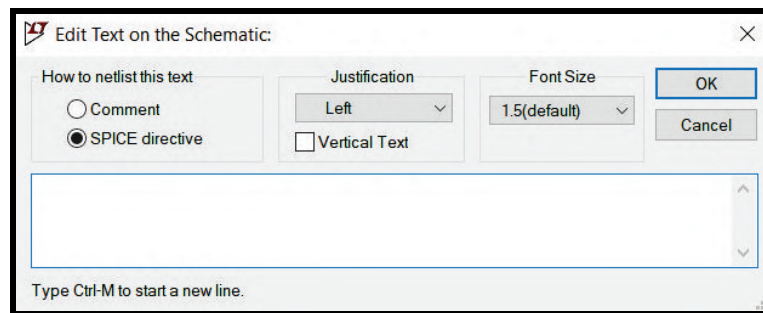 Edit Text on the Schematic:
How to netlist this text
Comment
SPICE directive
Justification
Left
Vertical Text
Font Size
1.5(default)
OK
Cancel
Type Ctrl-M to start a new line.